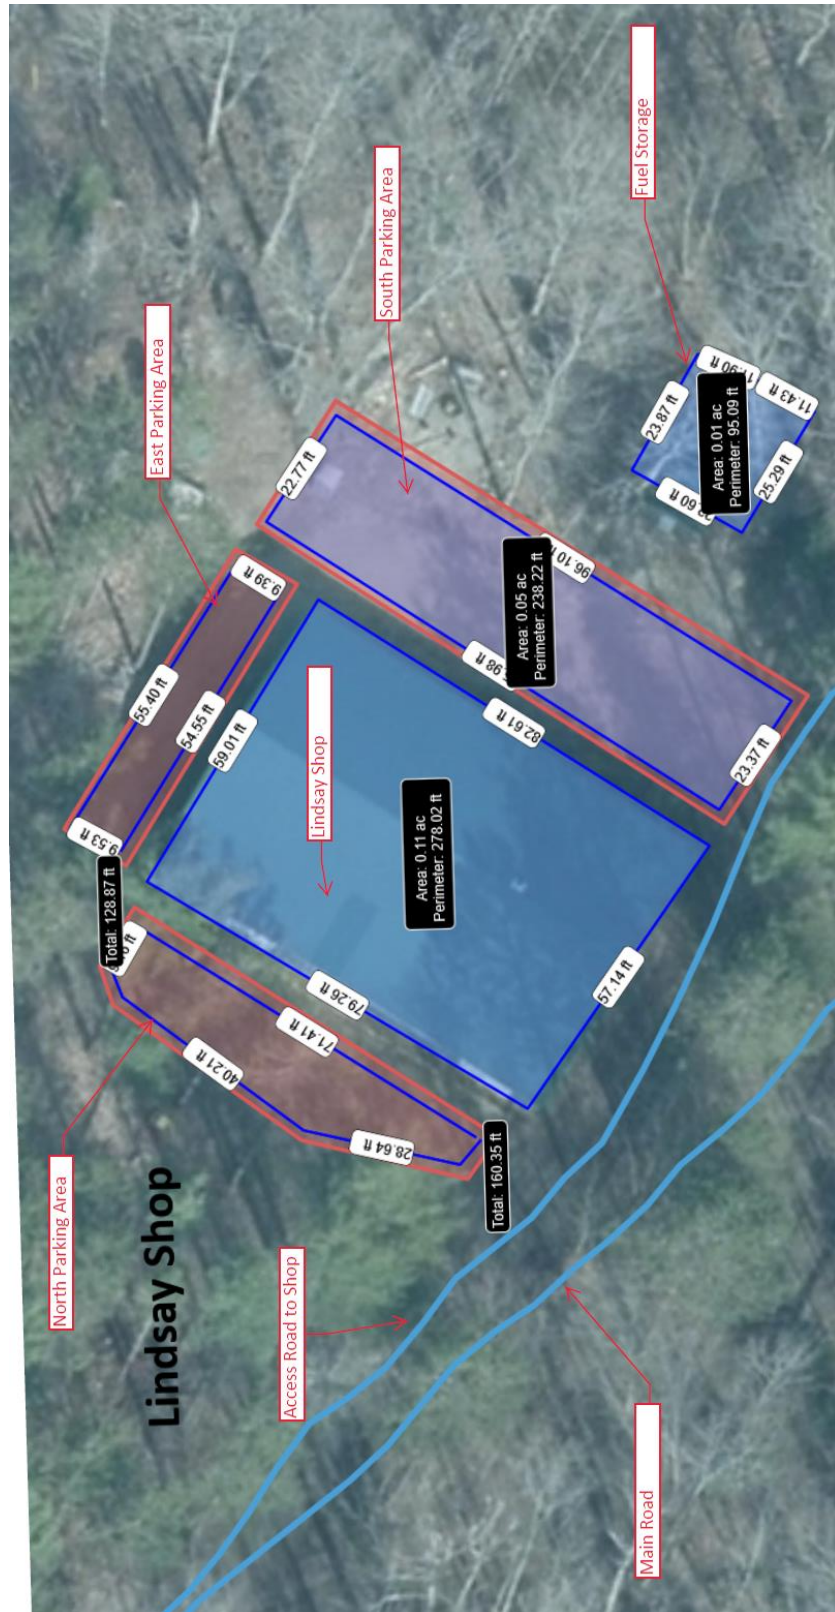 Lindsay Shop
North Parking Area
East Parking Area
South Parking Area
Fuel Storage
Lindsay Shop
Access Road to Shop
Main Road
Total: 128.87 ft
9.53 ft
55.40 ft
54.55 ft
9.39 ft
40.21 ft
28.64 ft
71.41 ft
Total: 160.35 ft
59.01 ft
79.26 ft
82.61 ft
57.14 ft
Area: 0.11 ac
Perimeter: 278.02 ft
22.77 ft
96.10 ft
23.37 ft
Area: 0.05 ac
Perimeter: 238.22 ft
23.87 ft
11.43 ft
25.29 ft
Area: 0.01 ac
Perimeter: 95.09 ft